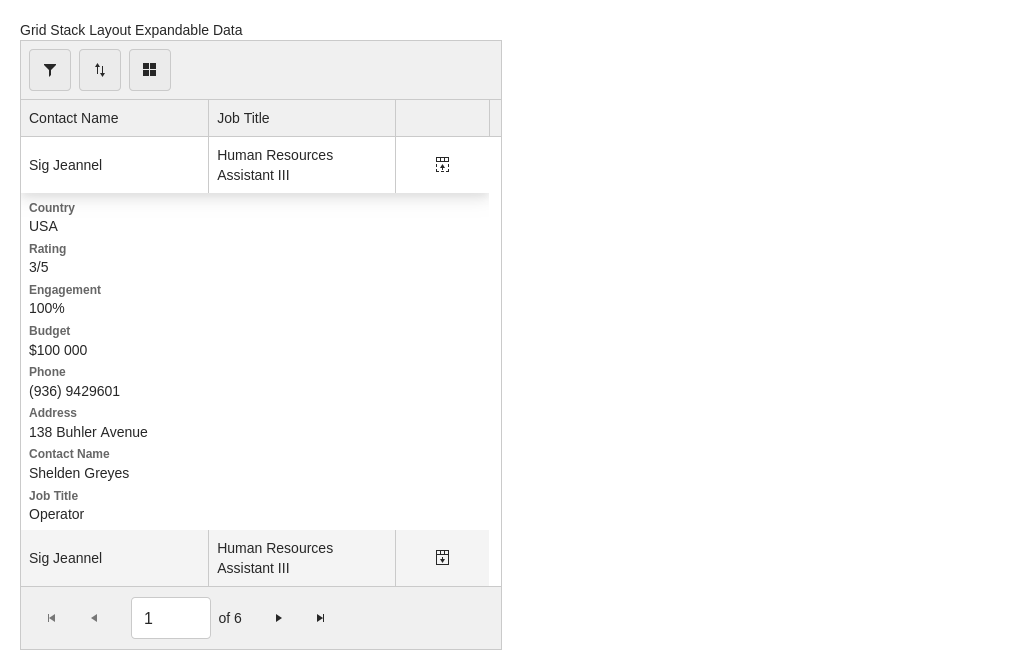 Grid Stack Layout Expandable Data
Contact Name
Job Title
Sig Jeannel
Human Resources
Assistant III
Country
USA
Rating
3/5
Engagement
100%
Budget
$100 000
Phone
(936) 9429601
Address
138 Buhler Avenue
Contact Name
Shelden Greyes
Job Title
Operator
Sig Jeannel
Human Resources
Assistant III
1 of 6